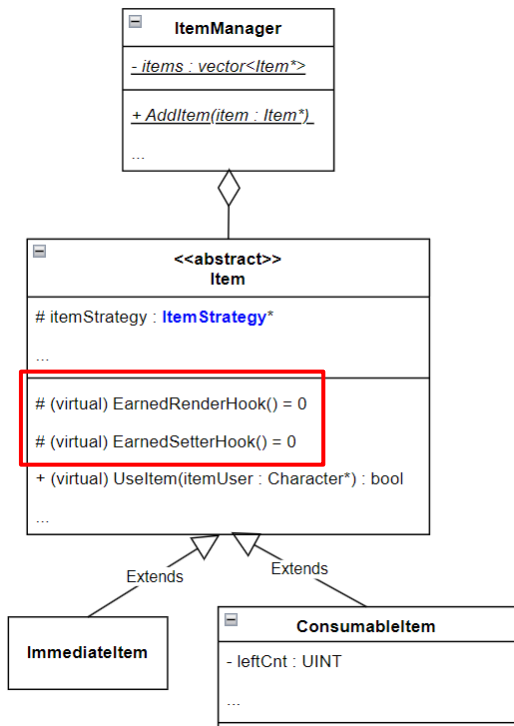 ItemManager
- items : vector<Item*>
+ AddItem(item : Item*)
...
<<abstract>>
Item
# itemStrategy : ItemStrategy*
...
# (virtual) EarnedRenderHook() = 0
# (virtual) EarnedSetterHook() = 0
+ (virtual) UseItem(itemUser : Character*) : bool
...
Extends
Extends
ImmediateItem
ConsumableItem
- leftCnt : UINT
...